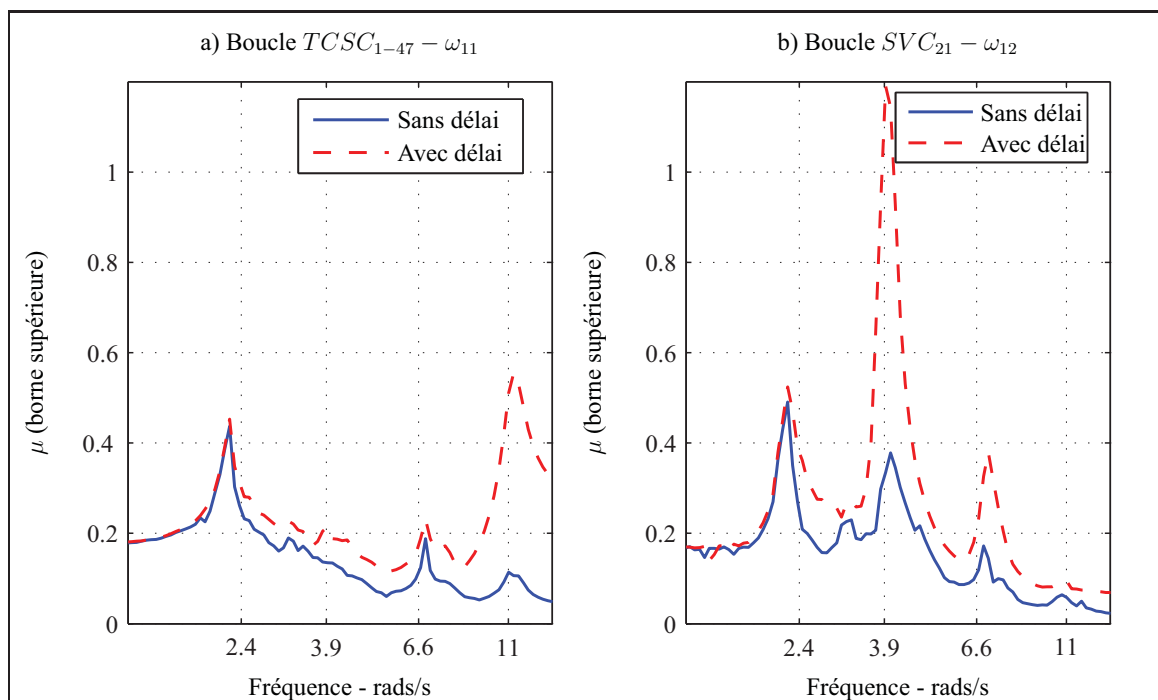 a) Boucle TCSC₁₋₄₇ − ω₁₁
Sans délai
Avec délai
1
0.8
0.6
0.4
0.2
0
2.4
3.9
6.6
11
μ (borne supérieure)
Fréquence - rads/s
b) Boucle SVC₂₁ − ω₁₂
Sans délai
Avec délai
1
0.8
0.6
0.4
0.2
0
2.4
3.9
6.6
11
μ (borne supérieure)
Fréquence - rads/s